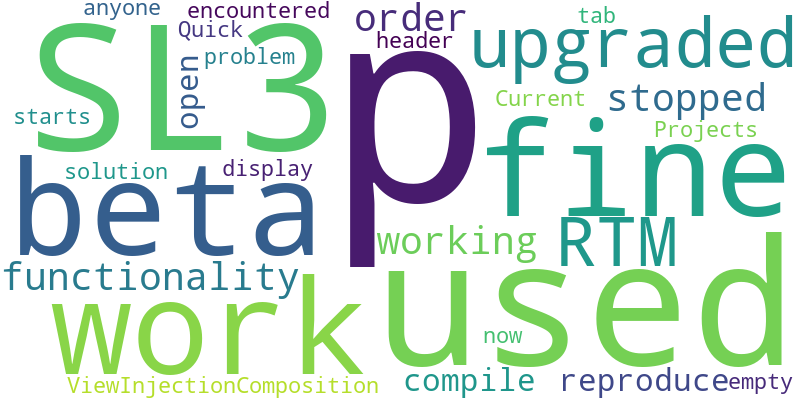 anyone
encountered
order
tab
SL3
Quick
header
upgraded
problem
open
p
Current
stopped
starts
fine
Projects
solution
display
beta
working
RTM
functionality
used
work
now
ViewInjectionComposition
compile
reproduce
empty